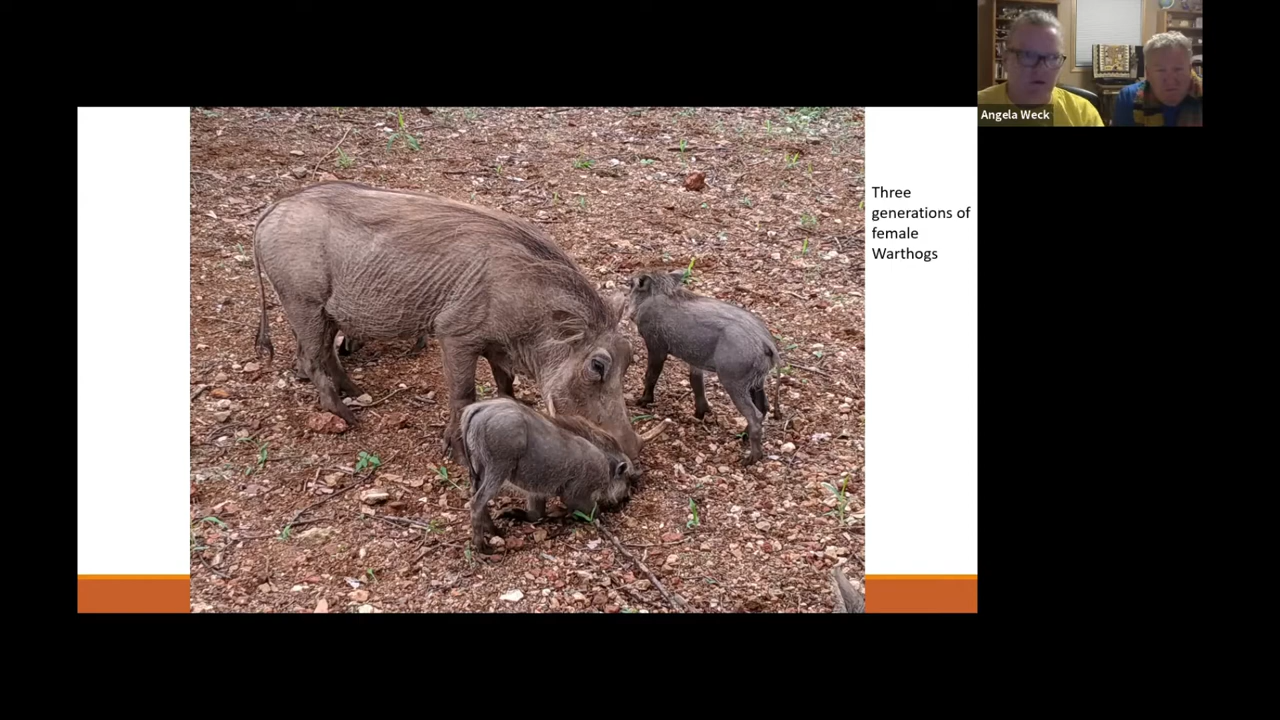 Angela Weck
Three
generations of
female
Warthogs